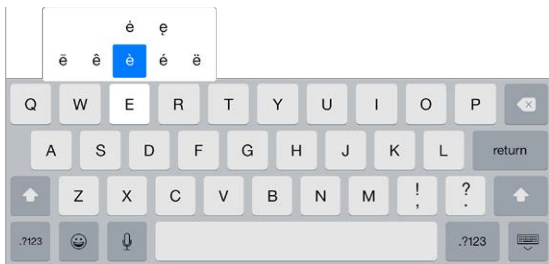 ė ę
ē ê è é ë
Q W E R T Y U I O P
A S D F G H J K L return
Z X C V B N M ! , ? .
.?123 .?123